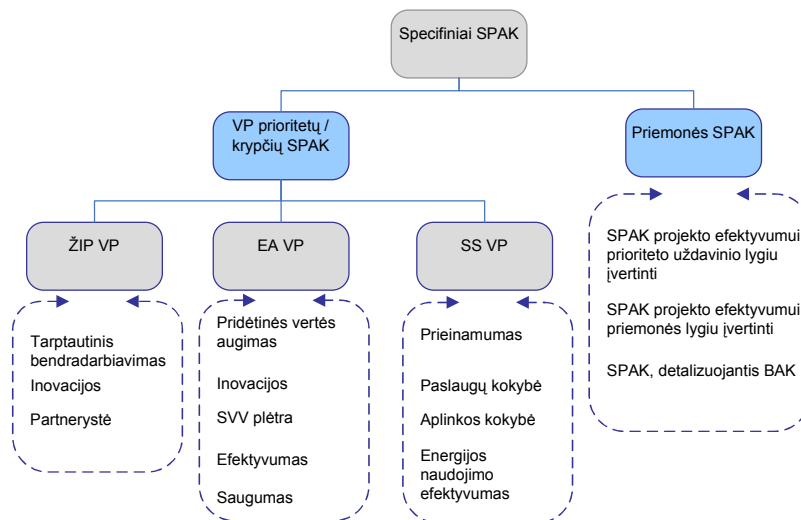 Specifiniai SPAK
VP prioritetų /
krypčių SPAK
Priemonės SPAK
ŽIP VP
EA VP
SS VP
Tarptautinis
bendradarbiavimas
Inovacijos
Partnerystė
Pridėtinės vertės
augimas
Inovacijos
SVV plėtra
Efektyvumas
Saugumas
Prieinamumas
Paslaugų kokybė
Aplinkos kokybė
Energijos
naudojimo
efektyvumas
SPAK projekto efektyvumui
prioriteto uždavinio lygiu
įvertinti
SPAK projekto efektyvumui
priemonės lygiu įvertinti
SPAK, detalizuojantis BAK